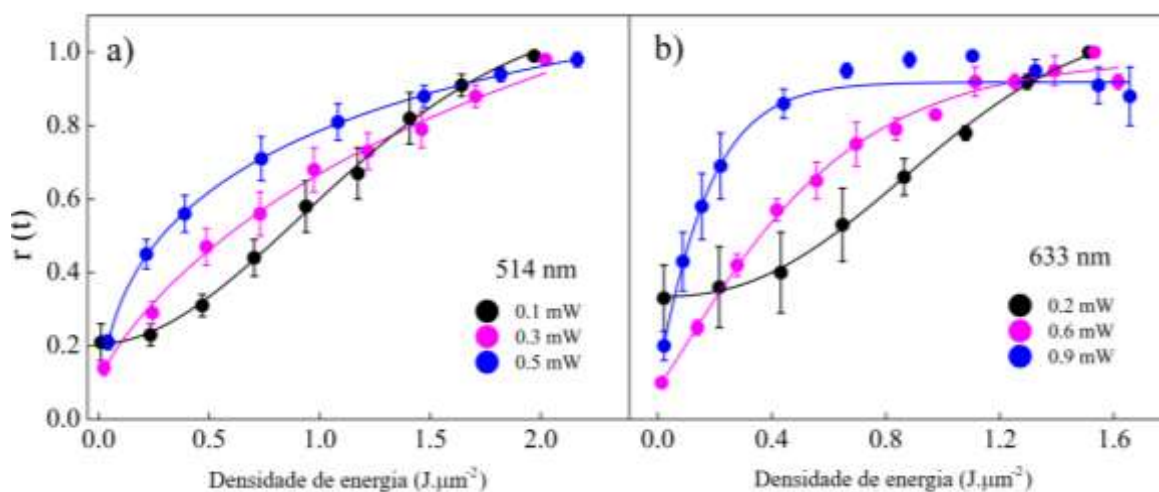 a)
b)
1.0
0.8
0.6
0.4
0.2
0.0
r (t)
514 nm
0.1 mW
0.3 mW
0.5 mW
633 nm
0.2 mW
0.6 mW
0.9 mW
0.0 0.5 1.0 1.5 2.0
0.0 0.4 0.8 1.2 1.6
Densidade de energia (J.μm⁻²)
Densidade de energia (J.μm⁻²)